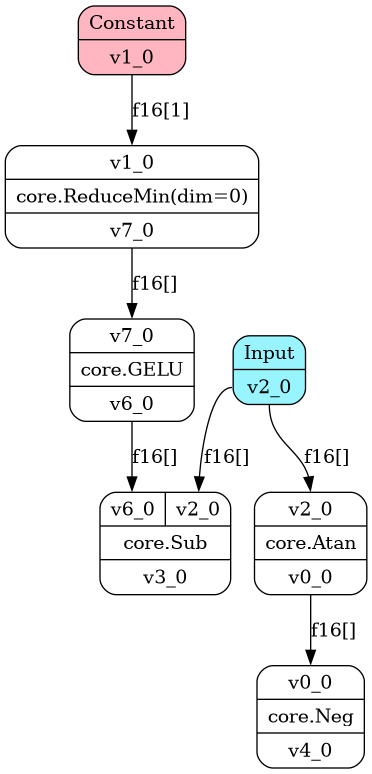 Constant
v1_0
f16[1]
v1_0
core.ReduceMin(dim=0)
v7_0
f16[]
v7_0
core.GELU
v6_0
Input
v2_0
f16[]
f16[]
f16[]
v6_0 v2_0
core.Sub
v3_0
v2_0
core.Atan
v0_0
f16[]
v0_0
core.Neg
v4_0